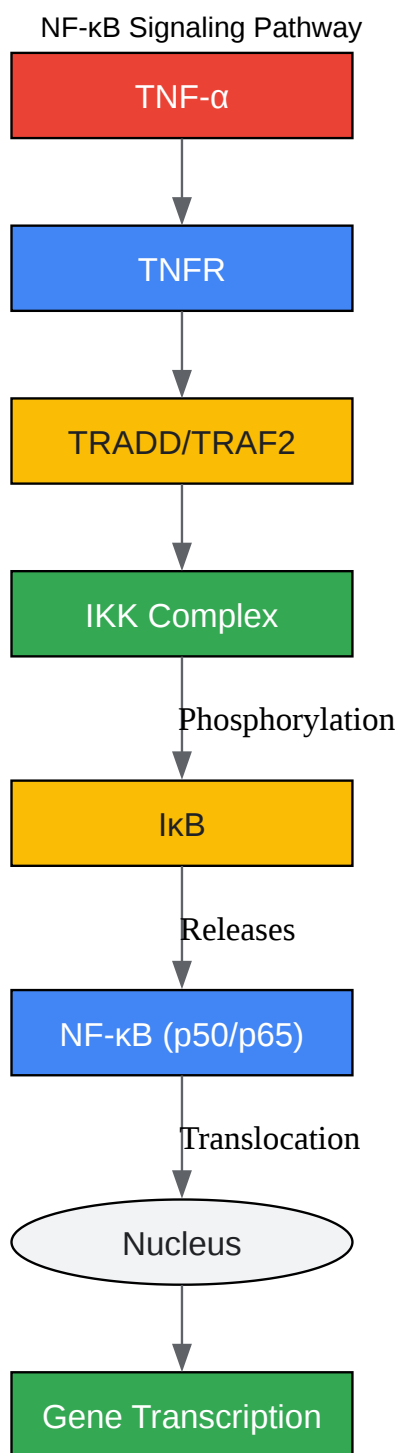 NF-κB Signaling Pathway
TNF-α
TNFR
TRADD/TRAF2
IKK Complex
Phosphorylation
IκB
Releases
NF-κB (p50/p65)
Translocation
Nucleus
Gene Transcription